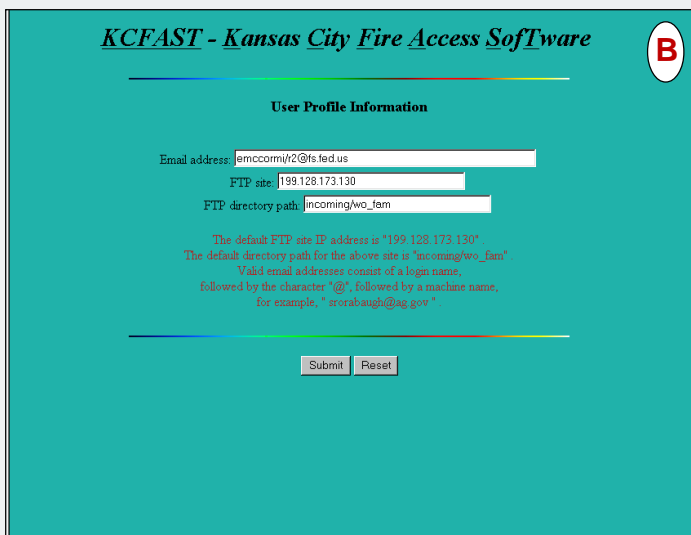 KCFAST - Kansas City Fire Access SofTware
B
User Profile Information
Email address: emccormi/r2@fs.fed.us
FTP site: 199.128.173.130
FTP directory path: incoming/wo_fam
The default FTP site IP address is "199.128.173.130" .
The default directory path for the above site is "incoming/wo_fam" .
Valid email addresses consist of a login name,
followed by the character "@", followed by a machine name,
for example, " srorabaugh@ag.gov " .
Submit Reset